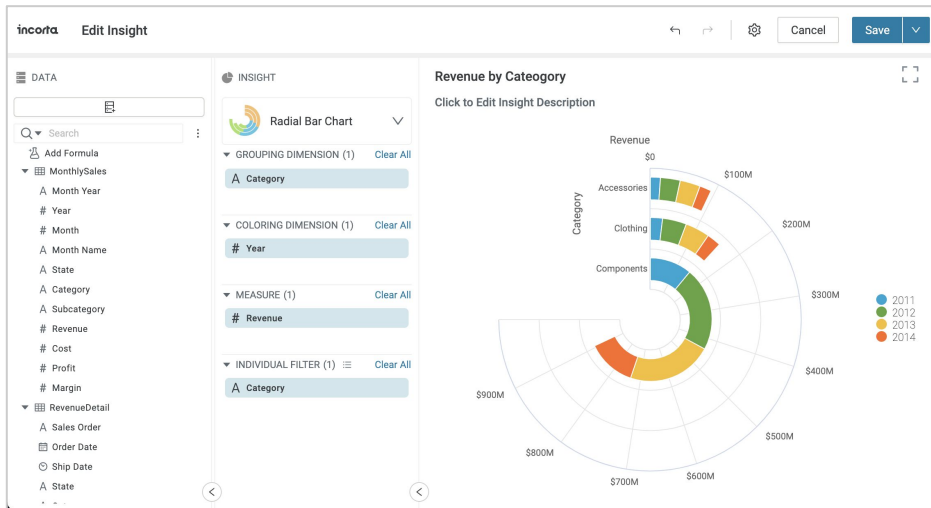 incorta.
Edit Insight
Cancel
Save
DATA
Search
Add Formula
MonthlySales
A Month Year
# Year
# Month
A Month Name
A State
A Category
A Subcategory
# Revenue
# Cost
# Profit
# Margin
RevenueDetail
A Sales Order
Order Date
Ship Date
A State
INSIGHT
Radial Bar Chart
GROUPING DIMENSION (1) Clear All
A Category
COLORING DIMENSION (1) Clear All
# Year
MEASURE (1) Clear All
# Revenue
INDIVIDUAL FILTER (1) Clear All
A Category
Revenue by Cateogory
Click to Edit Insight Description
Revenue
$0
$100M
$200M
$300M
$400M
$500M
$600M
$700M
$800M
$900M
Category
Accessories
Clothing
Components
2011
2012
2013
2014